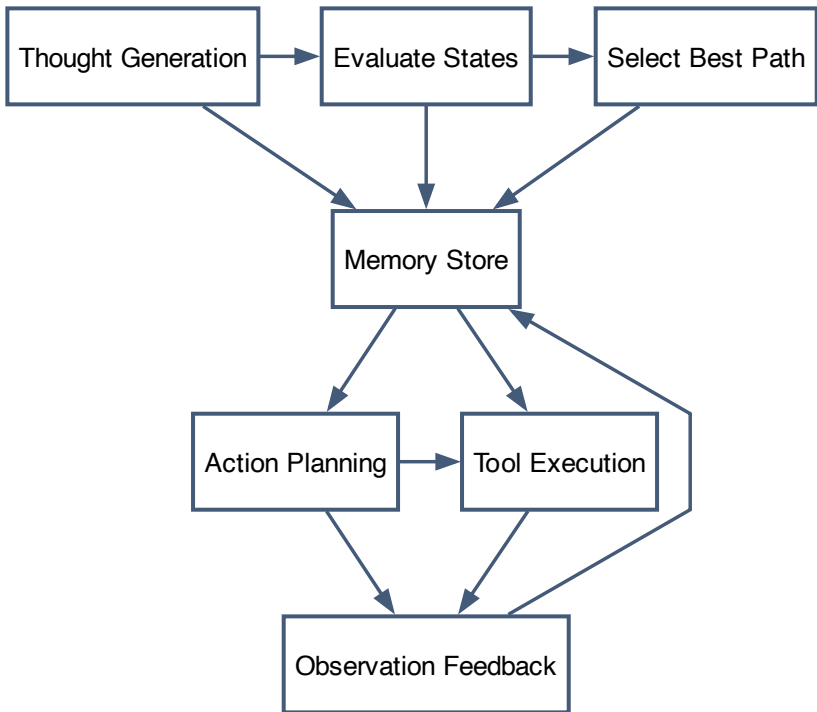 Thought Generation
Evaluate States
Select Best Path
Memory Store
Action Planning
Tool Execution
Observation Feedback